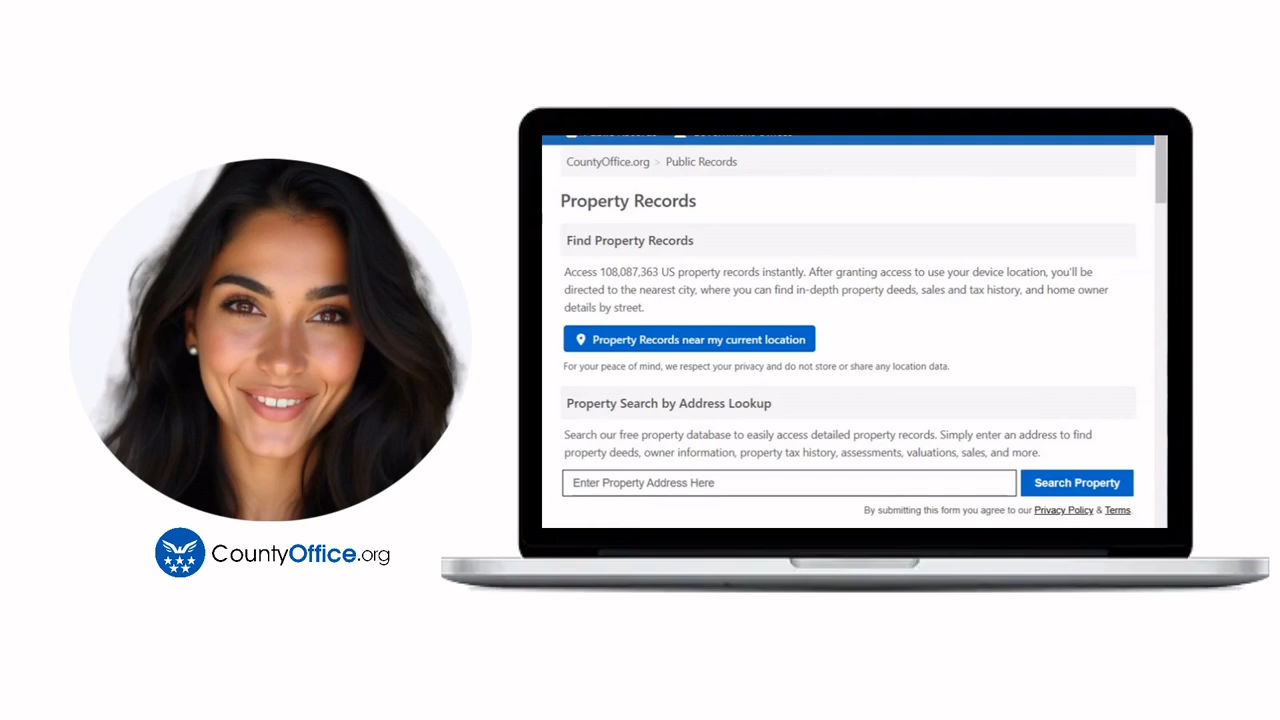 CountyOffice.org > Public Records
Property Records
Find Property Records
Access 108,087,363 US property records instantly. After granting access to use your device location, you'll be
directed to the nearest city, where you can find in-depth property deeds, sales and tax history, and home owner
details by street.
Property Records near my current location
For your peace of mind, we respect your privacy and do not store or share any location data.
Property Search by Address Lookup
Search our free property database to easily access detailed property records. Simply enter an address to find
property deeds, owner information, property tax history, assessments, valuations, sales, and more.
Enter Property Address Here
Search Property
By submitting this form you agree to our Privacy Policy & Terms.
CountyOffice.org